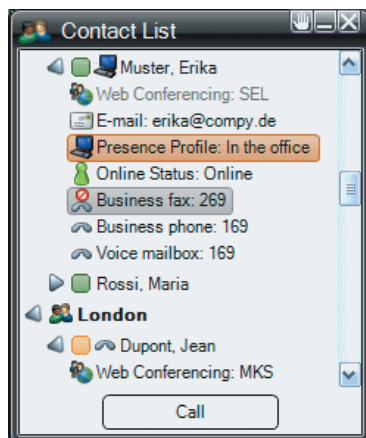 Contact List
Muster, Erika
Web Conferencing: SEL
E-mail: erika@compy.de
Presence Profile: In the office
Online Status: Online
Business fax: 269
Business phone: 169
Voice mailbox: 169
Rossi, Maria
London
Dupont, Jean
Web Conferencing: MKS
Call